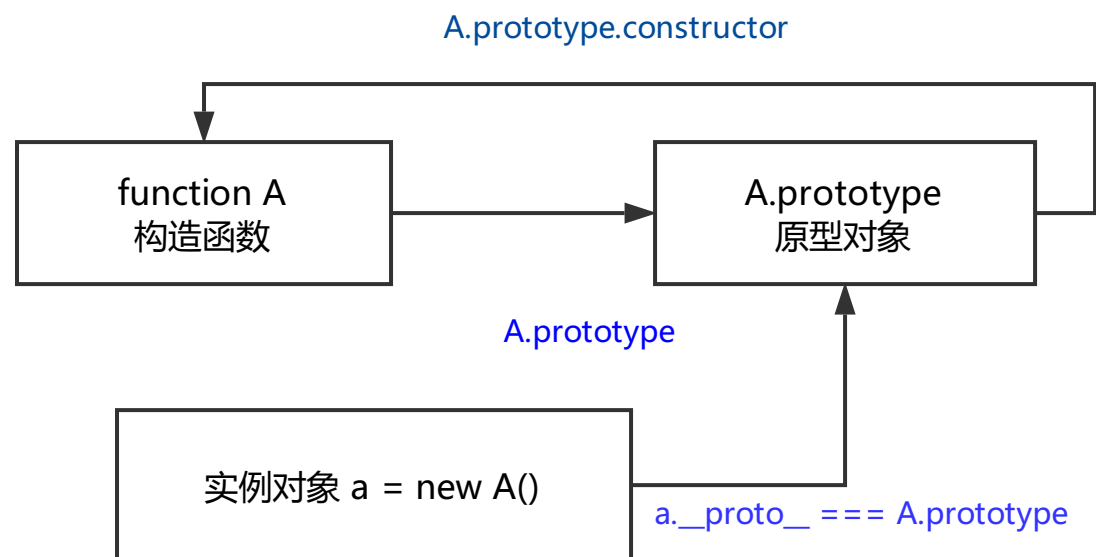 A.prototype.constructor
function A
构造函数
A.prototype
原型对象
A.prototype
实例对象 a = new A()
a.__proto__ === A.prototype